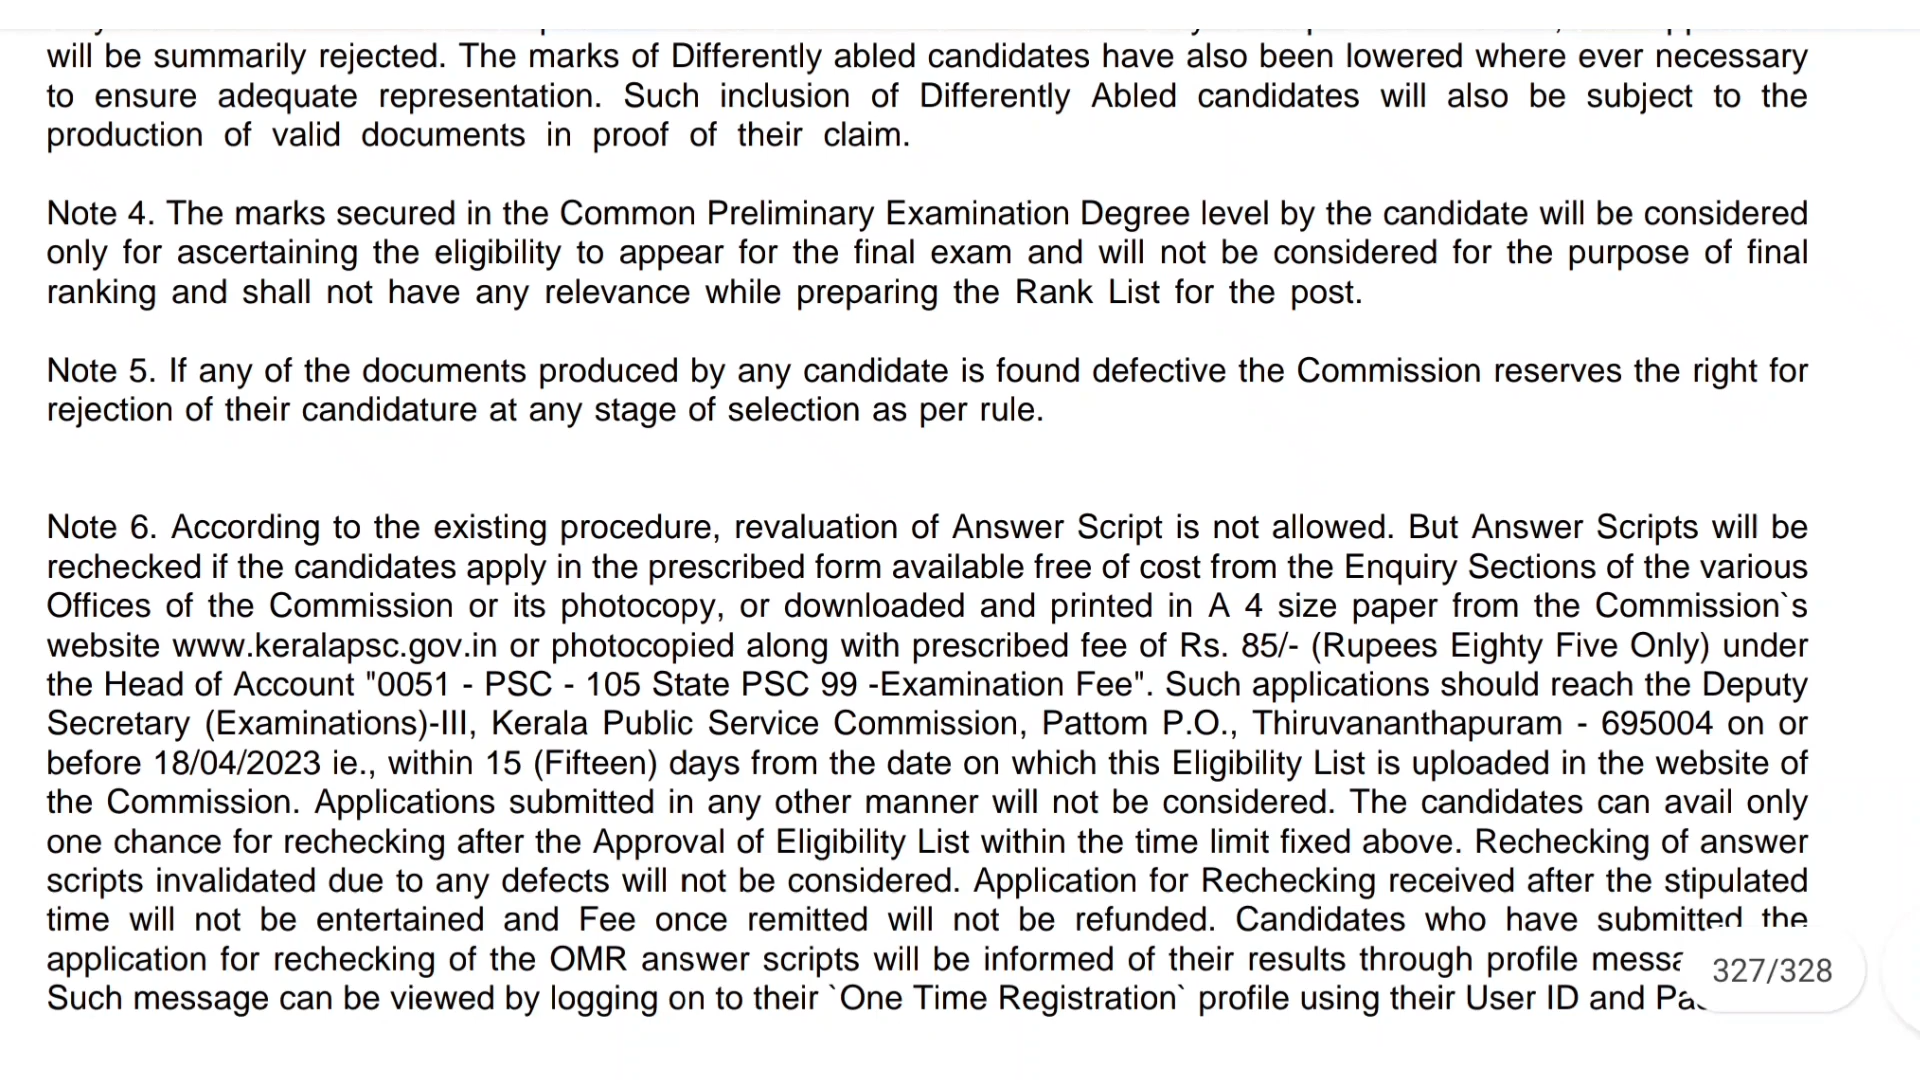 will be summarily rejected. The marks of Differently abled candidates have also been lowered where ever necessary
to ensure adequate representation. Such inclusion of Differently Abled candidates will also be subject to the
production of valid documents in proof of their claim.
Note 4. The marks secured in the Common Preliminary Examination Degree level by the candidate will be considered
only for ascertaining the eligibility to appear for the final exam and will not be considered for the purpose of final
ranking and shall not have any relevance while preparing the Rank List for the post.
Note 5. If any of the documents produced by any candidate is found defective the Commission reserves the right for
rejection of their candidature at any stage of selection as per rule.
Note 6. According to the existing procedure, revaluation of Answer Script is not allowed. But Answer Scripts will be
rechecked if the candidates apply in the prescribed form available free of cost from the Enquiry Sections of the various
Offices of the Commission or its photocopy, or downloaded and printed in A 4 size paper from the Commission`s
website www.keralapsc.gov.in or photocopied along with prescribed fee of Rs. 85/- (Rupees Eighty Five Only) under
the Head of Account "0051 - PSC - 105 State PSC 99 -Examination Fee". Such applications should reach the Deputy
Secretary (Examinations)-III, Kerala Public Service Commission, Pattom P.O., Thiruvananthapuram - 695004 on or
before 18/04/2023 ie., within 15 (Fifteen) days from the date on which this Eligibility List is uploaded in the website of
the Commission. Applications submitted in any other manner will not be considered. The candidates can avail only
one chance for rechecking after the Approval of Eligibility List within the time limit fixed above. Rechecking of answer
scripts invalidated due to any defects will not be considered. Application for Rechecking received after the stipulated
time will not be entertained and Fee once remitted will not be refunded. Candidates who have submitted the
application for rechecking of the OMR answer scripts will be informed of their results through profile
327/328
Such message can be viewed by logging on to their `One Time Registration` profile using their User ID and